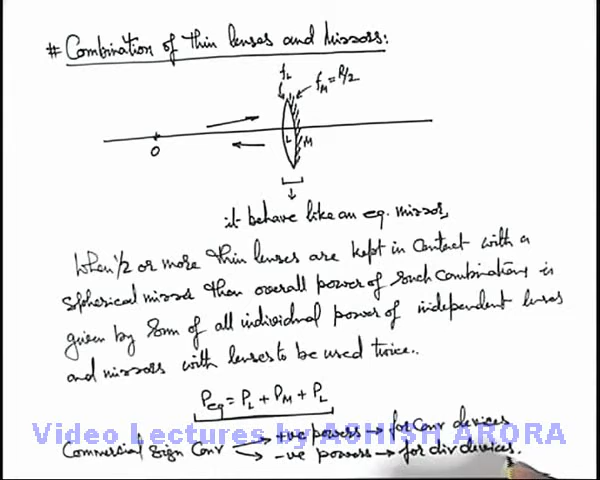 # Combination of thin lenses and Mirrors:
fL
fM = R/2
O
L
M
it behave like an eq. mirror,
When 1/2 or more thin lenses are kept in contact with a
spherical mirror then overall power of such combinations is
given by sum of all individual power of independent lenses
and mirrors with lenses to be used twice..
Peq = PL + PM + PL
Commercial Sign Conv → +ve powers → for conv devices
→ -ve powers → for div devices.
Video Lectures by ASHISH ARORA